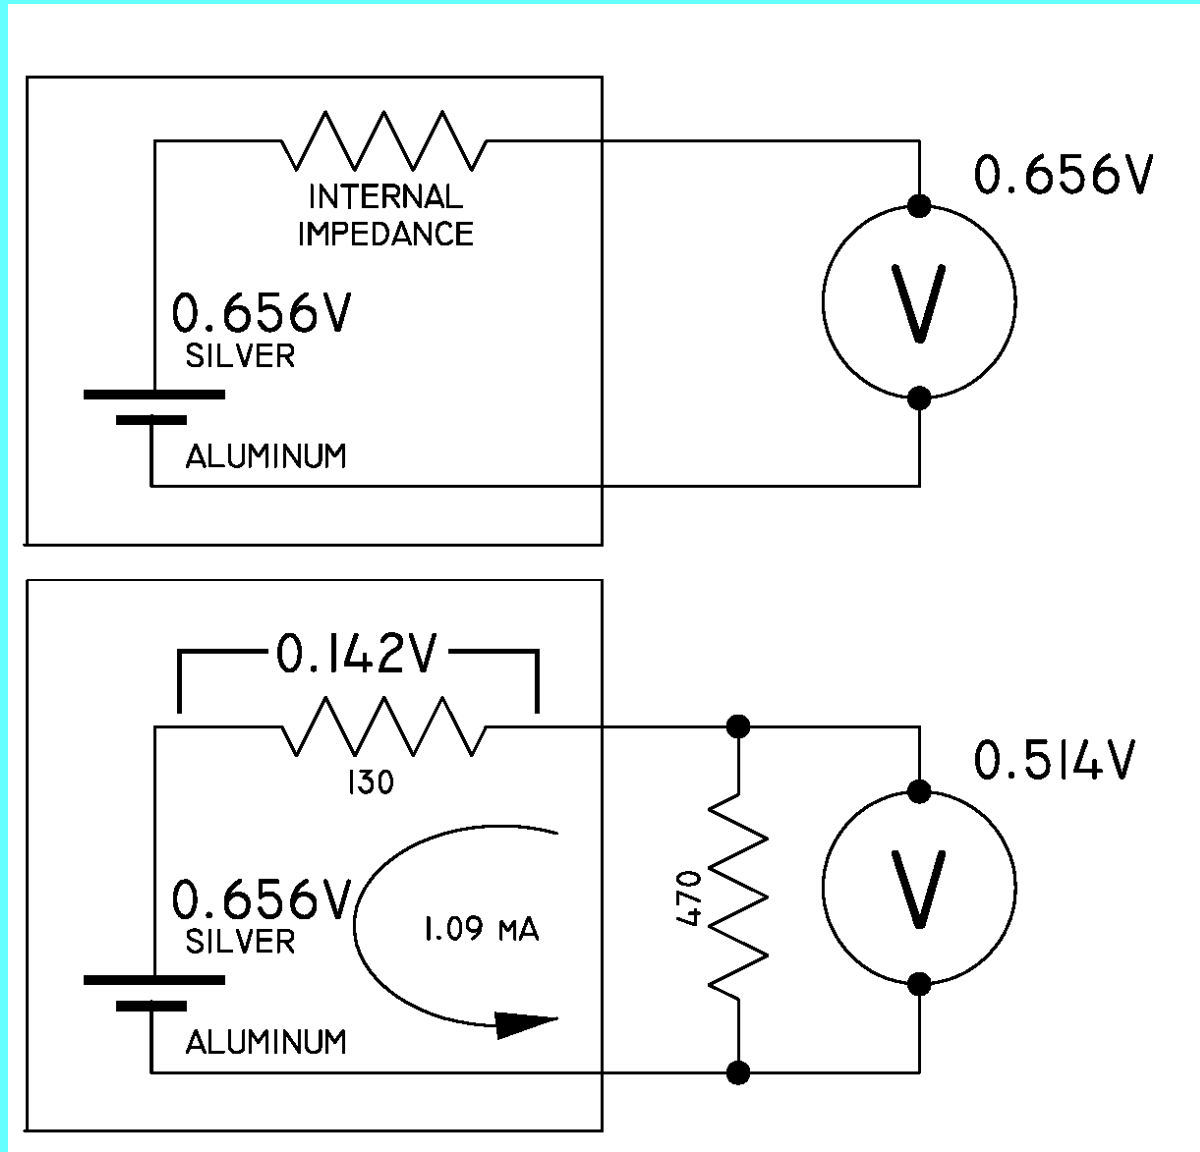 INTERNAL
IMPEDANCE
0.656V
0.656V
SILVER
V
ALUMINUM
0.142V
130
0.514V
0.656V
SILVER
1.09 MA
470
V
ALUMINUM